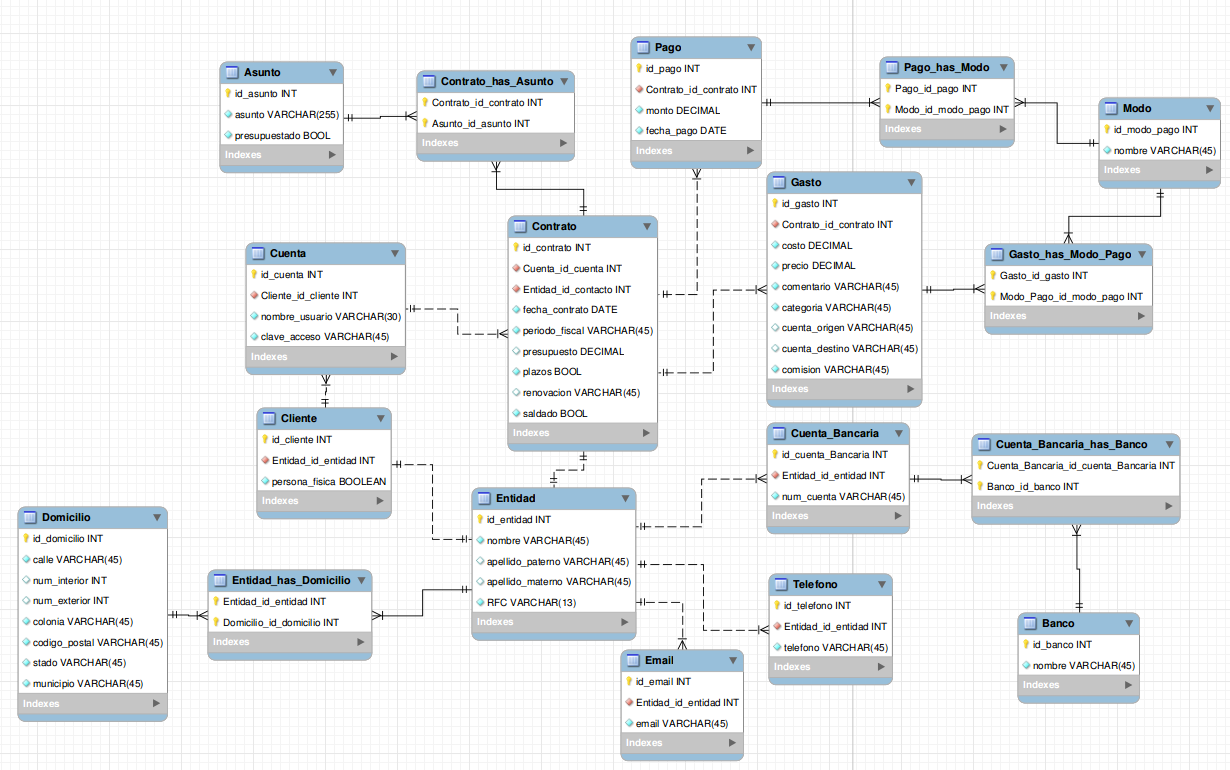 Asunto
id_asunto INT
asunto VARCHAR(255)
presupuestado BOOL
Indexes
Contrato_has_Asunto
Contrato_id_contrato INT
Asunto_id_asunto INT
Indexes
Pago
id_pago INT
Contrato_id_contrato INT
monto DECIMAL
fecha_pago DATE
Indexes
Pago_has_Modo
Pago_id_pago INT
Modo_id_modo_pago INT
Indexes
Modo
id_modo_pago INT
nombre VARCHAR(45)
Indexes
Gasto
id_gasto INT
Contrato_id_contrato INT
costo DECIMAL
precio DECIMAL
comentario VARCHAR(45)
categoria VARCHAR(45)
cuenta_origen VARCHAR(45)
cuenta_destino VARCHAR(45)
comision VARCHAR(45)
Indexes
Gasto_has_Modo_Pago
Gasto_id_gasto INT
Modo_Pago_id_modo_pago INT
Indexes
Contrato
id_contrato INT
Cuenta_id_cuenta INT
Entidad_id_contacto INT
fecha_contrato DATE
periodo_fiscal VARCHAR(45)
presupuesto DECIMAL
plazos BOOL
renovacion VARCHAR(45)
saldado BOOL
Indexes
Cuenta
id_cuenta INT
Cliente_id_cliente INT
nombre_usuario VARCHAR(30)
clave_acceso VARCHAR(45)
Indexes
Cliente
id_cliente INT
Entidad_id_entidad INT
persona_fisica BOOLEAN
Indexes
Cuenta_Bancaria
id_cuenta_Bancaria INT
Entidad_id_entidad INT
num_cuenta VARCHAR(45)
Indexes
Cuenta_Bancaria_has_Banco
Cuenta_Bancaria_id_cuenta_Bancaria INT
Banco_id_banco INT
Indexes
Entidad
id_entidad INT
nombre VARCHAR(45)
apellido_paterno VARCHAR(45)
apellido_materno VARCHAR(45)
RFC VARCHAR(13)
Indexes
Domicilio
id_domicilio INT
calle VARCHAR(45)
num_interior INT
num_exterior INT
colonia VARCHAR(45)
codigo_postal VARCHAR(45)
stado VARCHAR(45)
municipio VARCHAR(45)
Indexes
Entidad_has_Domicilio
Entidad_id_entidad INT
Domicilio_id_domicilio INT
Indexes
Telefono
id_telefono INT
Entidad_id_entidad INT
telefono VARCHAR(45)
Indexes
Banco
id_banco INT
nombre VARCHAR(45)
Indexes
Email
id_email INT
Entidad_id_entidad INT
email VARCHAR(45)
Indexes